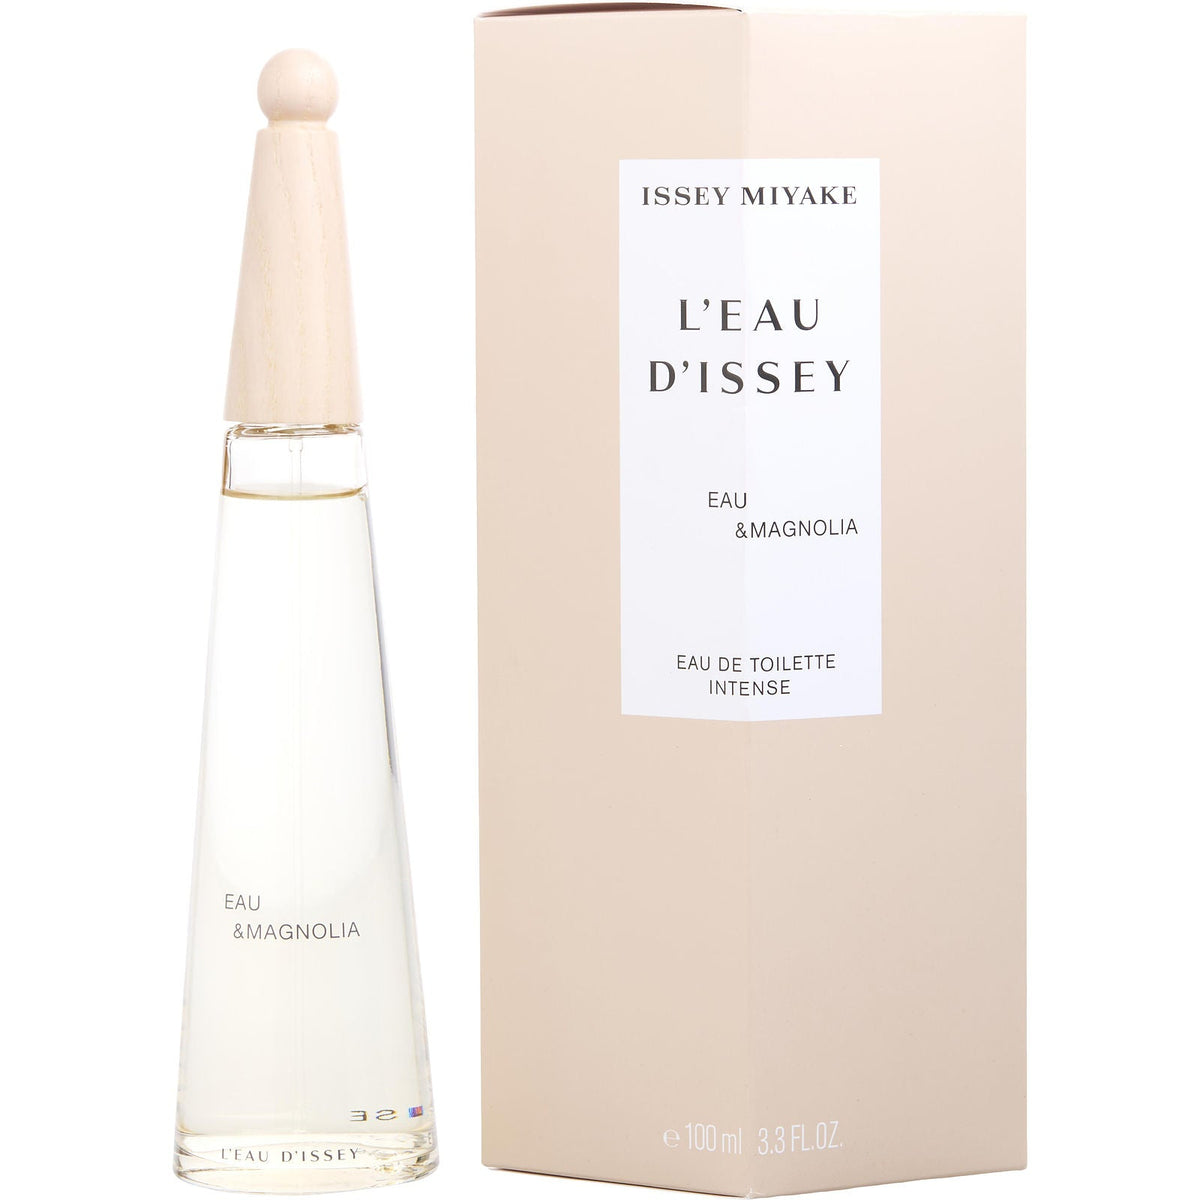 EAU
&MAGNOLIA
L'EAU D'ISSEY
ISSEY MIYAKE
L'EAU
D'ISSEY
EAU
&MAGNOLIA
EAU DE TOILETTE
INTENSE
℮ 100 ml 3.3 FL.OZ.